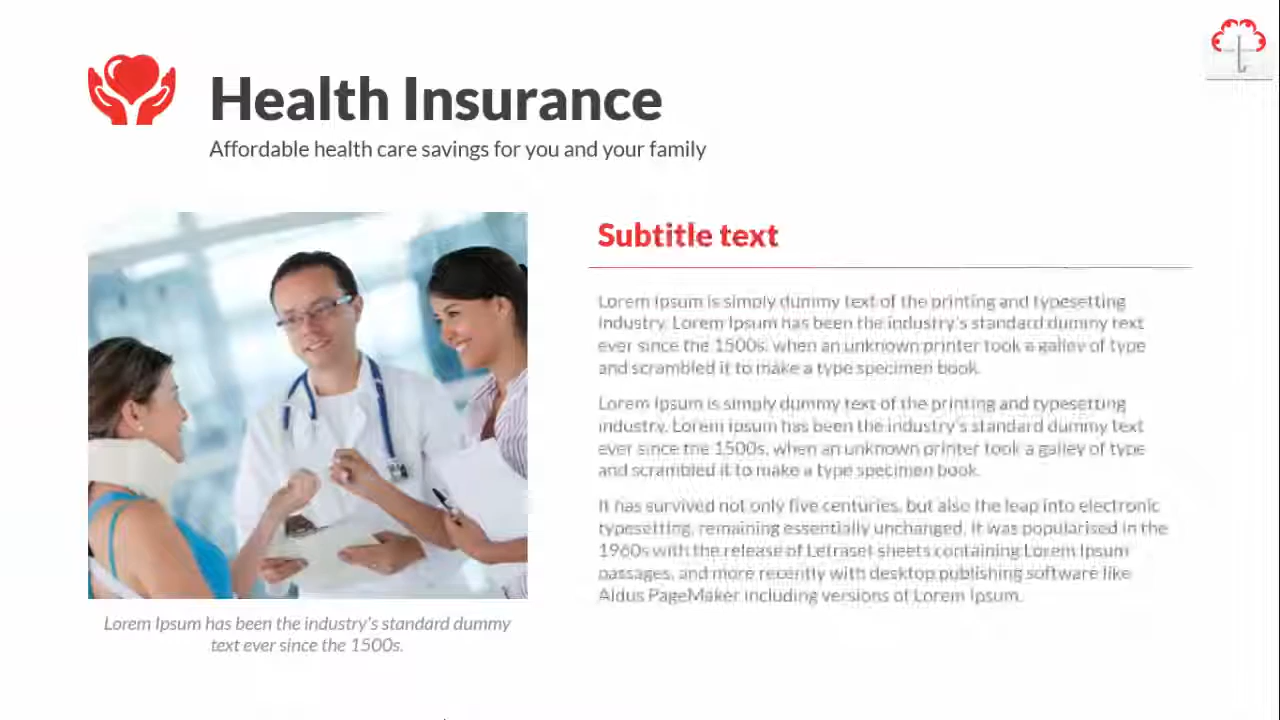 Health Insurance
Affordable health care savings for you and your family
Subtitle text
Lorem Ipsum is simply dummy text of the printing and typesetting
industry. Lorem Ipsum has been the industry's standard dummy text
ever since the 1500s, when an unknown printer took a galley of type
and scrambled it to make a type specimen book.
Lorem Ipsum is simply dummy text of the printing and typesetting
industry. Lorem Ipsum has been the industry's standard dummy text
ever since the 1500s, when an unknown printer took a galley of type
and scrambled it to make a type specimen book.
It has survived not only five centuries, but also the leap into electronic
typesetting, remaining essentially unchanged. It was popularised in the
1960s with the release of Letraset sheets containing Lorem Ipsum
passages, and more recently with desktop publishing software like
Aldus PageMaker including versions of Lorem Ipsum.
Lorem Ipsum has been the industry's standard dummy
text ever since the 1500s.